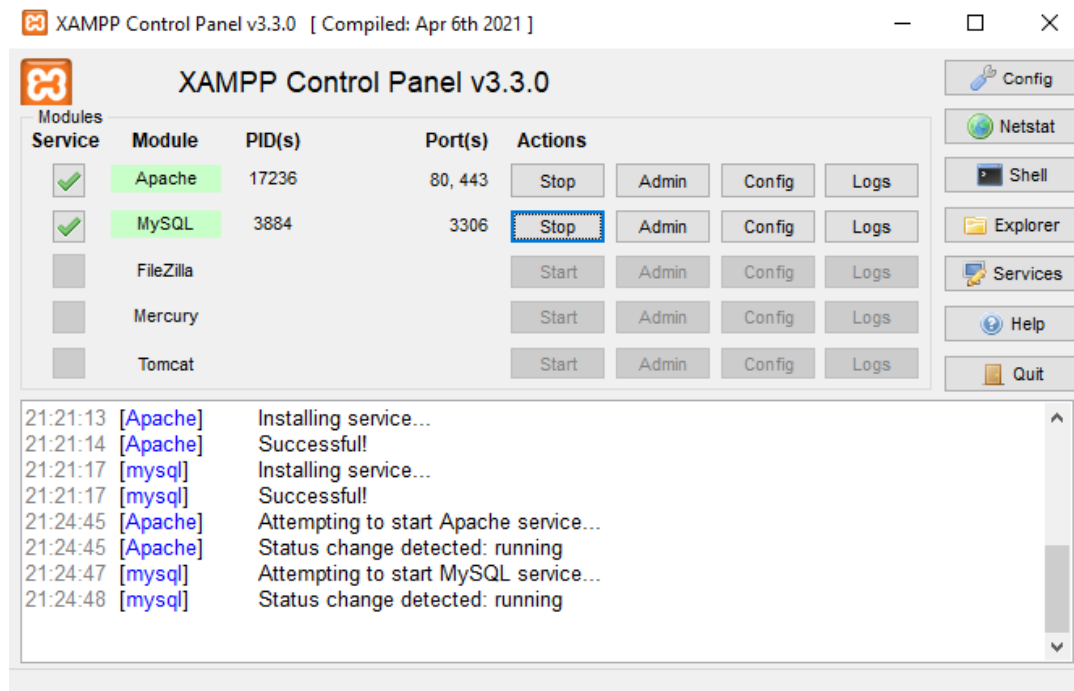 XAMPP Control Panel v3.3.0 [ Compiled: Apr 6th 2021 ]
XAMPP Control Panel v3.3.0
Config
Modules
Service Module PID(s) Port(s) Actions
Netstat
Apache 17236 80, 443 Stop Admin Config Logs
Shell
MySQL 3884 3306 Stop Admin Config Logs
Explorer
FileZilla Start Admin Config Logs
Services
Mercury Start Admin Config Logs
Help
Tomcat Start Admin Config Logs
Quit
21:21:13 [Apache] Installing service...
21:21:14 [Apache] Successful!
21:21:17 [mysql] Installing service...
21:21:17 [mysql] Successful!
21:24:45 [Apache] Attempting to start Apache service...
21:24:45 [Apache] Status change detected: running
21:24:47 [mysql] Attempting to start MySQL service...
21:24:48 [mysql] Status change detected: running